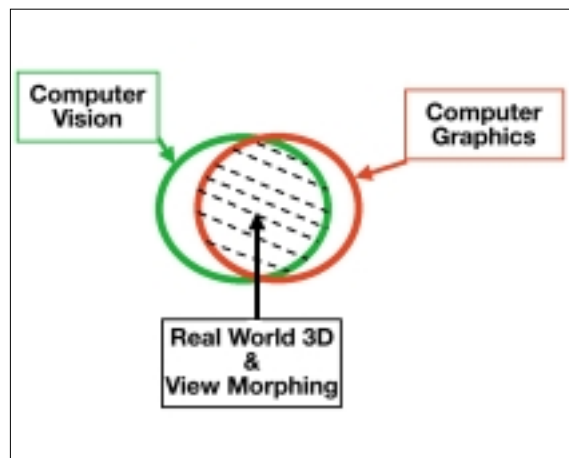 Computer
Vision
Computer
Graphics
Real World 3D
&
View Morphing